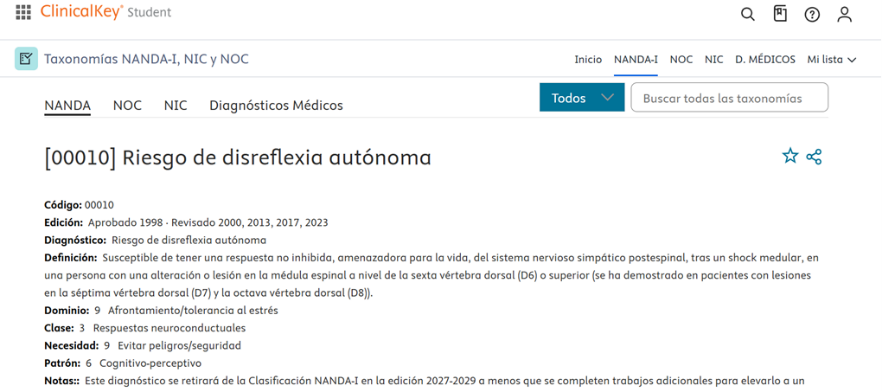 ClinicalKey® Student
Taxonomías NANDA-I, NIC y NOC
Inicio NANDA-I NOC NIC D. MÉDICOS Mi lista
NANDA NOC NIC Diagnósticos Médicos
Todos
Buscar todas las taxonomías
[00010] Riesgo de disreflexia autónoma
Código: 00010
Edición: Aprobado 1998 · Revisado 2000, 2013, 2017, 2023
Diagnóstico: Riesgo de disreflexia autónoma
Definición: Susceptible de tener una respuesta no inhibida, amenazadora para la vida, del sistema nervioso simpático postespinal, tras un shock medular, en
una persona con una alteración o lesión en la médula espinal a nivel de la sexta vértebra dorsal (D6) o superior (se ha demostrado en pacientes con lesiones
en la séptima vértebra dorsal (D7) y la octava vértebra dorsal (D8)).
Dominio: 9 Afrontamiento/tolerancia al estrés
Clase: 3 Respuestas neuroconductuales
Necesidad: 9 Evitar peligros/seguridad
Patrón: 6 Cognitivo-perceptivo
Notas:: Este diagnóstico se retirará de la Clasificación NANDA-I en la edición 2027-2029 a menos que se completen trabajos adicionales para elevarlo a un